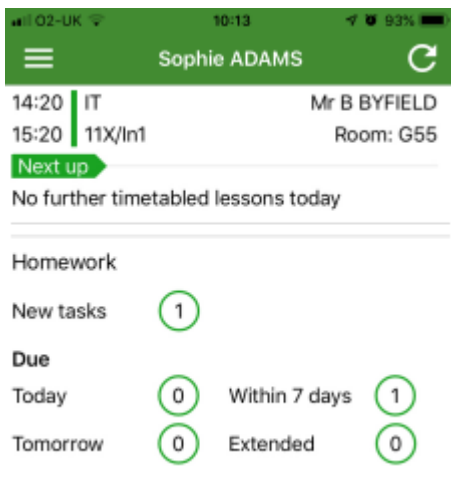 O2-UK 10:13 93%
Sophie ADAMS
14:20 IT Mr B BYFIELD
15:20 11X/In1 Room: G55
Next up
No further timetabled lessons today
Homework
New tasks 1
Due
Today 0 Within 7 days 1
Tomorrow 0 Extended 0